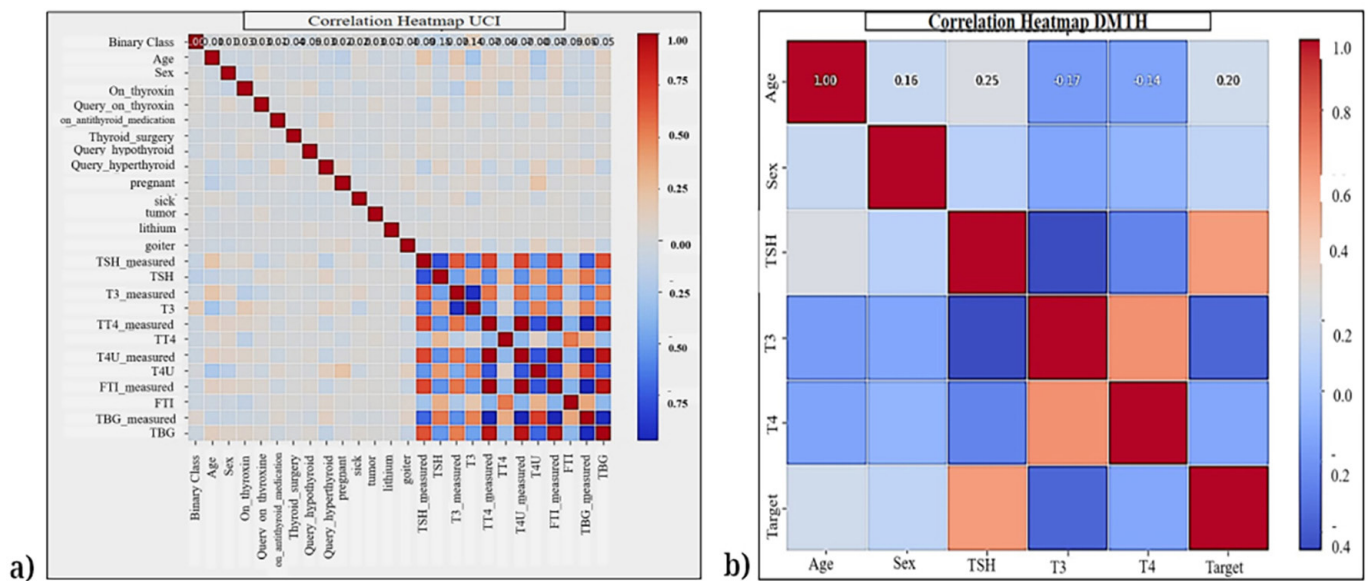 Correlation Heatmap UCI
Binary Class
Age
Sex
On_thyroxin
Query_on_thyroxin
on_antithyroid_medication
Thyroid_surgery
Query_hypothyroid
Query_hyperthyroid
pregnant
sick
tumor
lithium
goiter
TSH_measured
TSH
T3_measured
T3
TT4_measured
TT4
T4U_measured
T4U
FTI_measured
FTI
TBG_measured
TBG
Binary Class
Age
Sex
On_thyroxin
Query_on_thyroxine
on_antithyroid_medication
Thyroid_surgery
Query_hypothyroid
Query_hyperthyroid
pregnant
sick
tumor
lithium
goiter
TSH_measured
TSH
T3_measured
T3
TT4_measured
TT4
T4U_measured
T4U
FTI_measured
FTI
TBG_measured
TBG
1.00
0.75
0.50
0.25
0.00
0.25
0.50
0.75
a)
Correlation Heatmap DMTH
Age
Sex
TSH
T3
T4
Target
1.00 0.16 0.25 -0.17 -0.14 0.20
Age Sex TSH T3 T4 Target
1.0
0.8
0.6
0.4
0.2
0.0
-
0.2
-
0.4
b)